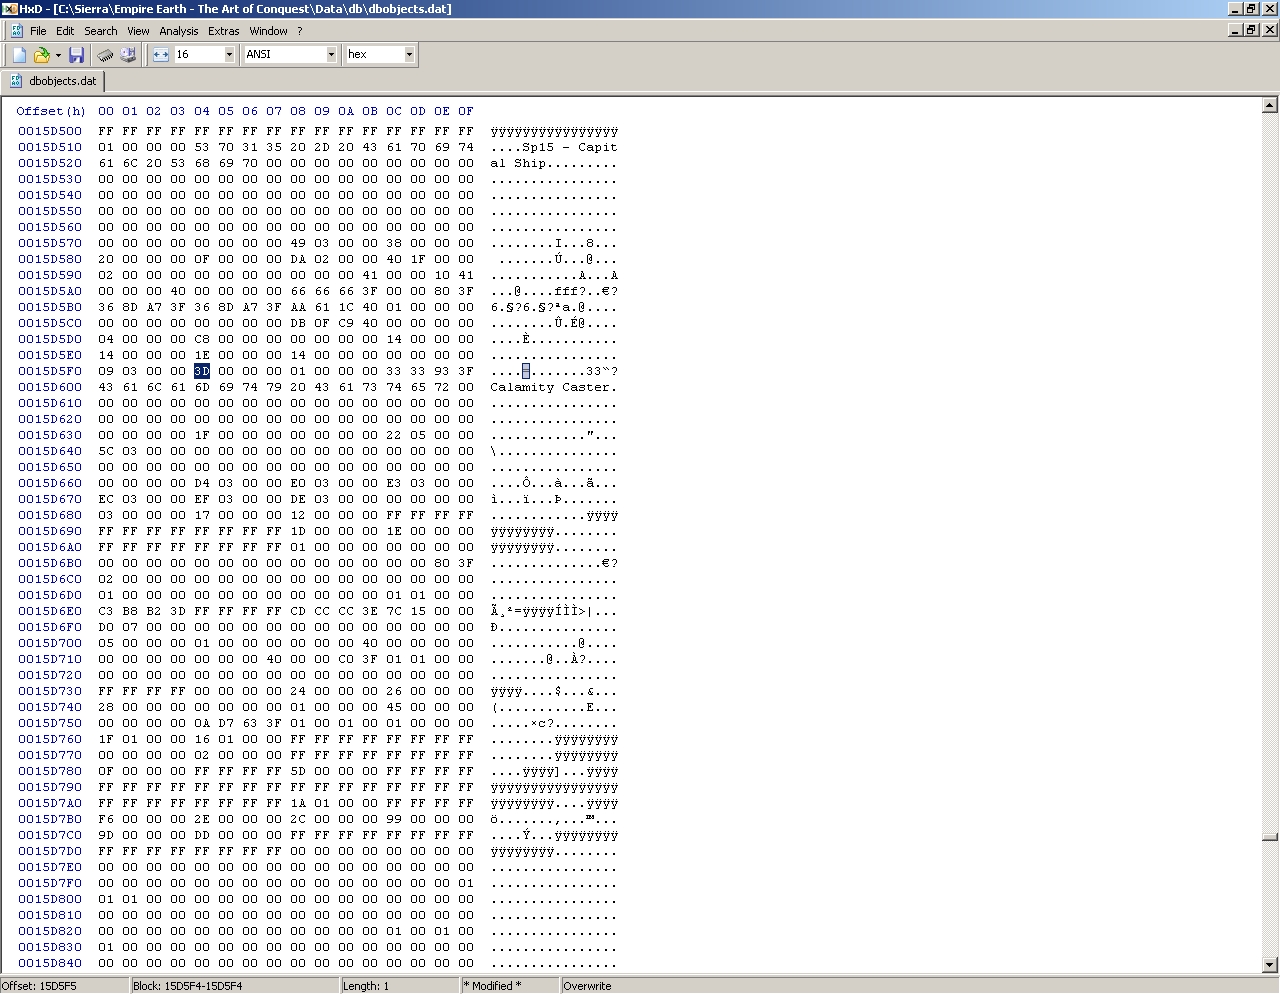 HxD - [C:\Sierra\Empire Earth - The Art of Conquest\Data\db\dbobjects.dat]
File Edit Search View Analysis Extras Window ?
16 ANSI hex
dbobjects.dat
Offset(h) 00 01 02 03 04 05 06 07 08 09 0A 0B 0C 0D 0E 0F
0015D500 FF FF FF FF FF FF FF FF FF FF FF FF FF FF FF FF ÿÿÿÿÿÿÿÿÿÿÿÿÿÿÿÿ
0015D510 01 00 00 00 53 70 31 35 20 2D 20 43 61 70 69 74 ....Sp15 - Capit
0015D520 61 6C 20 53 68 69 70 00 00 00 00 00 00 00 00 00 al Ship.........
0015D530 00 00 00 00 00 00 00 00 00 00 00 00 00 00 00 00 ................
0015D540 00 00 00 00 00 00 00 00 00 00 00 00 00 00 00 00 ................
0015D550 00 00 00 00 00 00 00 00 00 00 00 00 00 00 00 00 ................
0015D560 00 00 00 00 00 00 00 00 00 00 00 00 00 00 00 00 ................
0015D570 00 00 00 00 00 00 00 00 49 03 00 00 38 00 00 00 ........I...8...
0015D580 20 00 00 00 0F 00 00 00 DA 02 00 00 40 1F 00 00  .......Ú...@...
0015D590 02 00 00 00 00 00 00 00 00 00 00 41 00 00 10 41 ...........A...A
0015D5A0 00 00 00 40 00 00 00 00 66 66 66 3F 00 00 80 3F ...@....fff?..€?
0015D5B0 36 8D A7 3F 36 8D A7 3F AA 61 1C 40 01 00 00 00 6.§?6.§?ªa.@....
0015D5C0 00 00 00 00 00 00 00 00 DB 0F C9 40 00 00 00 00 ........Û.É@....
0015D5D0 04 00 00 00 C8 00 00 00 00 00 00 00 14 00 00 00 ....È...........
0015D5E0 14 00 00 00 1E 00 00 00 14 00 00 00 00 00 00 00 ................
0015D5F0 09 03 00 00 3D 00 00 00 01 00 00 00 33 33 93 3F ....=.......33“?
0015D600 43 61 6C 61 6D 69 74 79 20 43 61 73 74 65 72 00 Calamity Caster.
0015D610 00 00 00 00 00 00 00 00 00 00 00 00 00 00 00 00 ................
0015D620 00 00 00 00 00 00 00 00 00 00 00 00 00 00 00 00 ................
0015D630 00 00 00 00 1F 00 00 00 00 00 00 00 22 05 00 00 ............"...
0015D640 5C 03 00 00 00 00 00 00 00 00 00 00 00 00 00 00 \...............
0015D650 00 00 00 00 00 00 00 00 00 00 00 00 00 00 00 00 ................
0015D660 00 00 00 00 D4 03 00 00 E0 03 00 00 E3 03 00 00 ....Ô...à...ã...
0015D670 EC 03 00 00 EF 03 00 00 DE 03 00 00 00 00 00 00 ì...ï...Þ.......
0015D680 03 00 00 00 17 00 00 00 12 00 00 00 FF FF FF FF ............ÿÿÿÿ
0015D690 FF FF FF FF FF FF FF FF 1D 00 00 00 1E 00 00 00 ÿÿÿÿÿÿÿÿ........
0015D6A0 FF FF FF FF FF FF FF FF 01 00 00 00 00 00 00 00 ÿÿÿÿÿÿÿÿ........
0015D6B0 00 00 00 00 00 00 00 00 00 00 00 00 00 00 80 3F ..............€?
0015D6C0 02 00 00 00 00 00 00 00 00 00 00 00 00 00 00 00 ................
0015D6D0 01 00 00 00 00 00 00 00 00 00 00 00 01 01 00 00 ................
0015D6E0 C3 B8 B2 3D FF FF FF FF CD CC CC 3E 7C 15 00 00 Ã¸²=ÿÿÿÿÍÌÌ>|...
0015D6F0 D0 07 00 00 00 00 00 00 00 00 00 00 00 00 00 00 Ð...............
0015D700 05 00 00 00 01 00 00 00 00 00 00 40 00 00 00 00 ...........@....
0015D710 00 00 00 00 00 00 00 40 00 00 C0 3F 01 01 00 00 .......@..À?....
0015D720 00 00 00 00 00 00 00 00 00 00 00 00 00 00 00 00 ................
0015D730 FF FF FF FF 00 00 00 00 24 00 00 00 26 00 00 00 ÿÿÿÿ....$...&...
0015D740 28 00 00 00 00 00 00 00 01 00 00 00 45 00 00 00 (...........E...
0015D750 00 00 00 00 0A D7 63 3F 01 00 01 00 01 00 00 00 .....×c?........
0015D760 1F 01 00 00 16 01 00 00 FF FF FF FF FF FF FF FF ........ÿÿÿÿÿÿÿÿ
0015D770 00 00 00 00 02 00 00 00 FF FF FF FF FF FF FF FF ........ÿÿÿÿÿÿÿÿ
0015D780 0F 00 00 00 FF FF FF FF 5D 00 00 00 FF FF FF FF ....ÿÿÿÿ]...ÿÿÿÿ
0015D790 FF FF FF FF FF FF FF FF FF FF FF FF FF FF FF FF ÿÿÿÿÿÿÿÿÿÿÿÿÿÿÿÿ
0015D7A0 FF FF FF FF FF FF FF FF 1A 01 00 00 FF FF FF FF ÿÿÿÿÿÿÿÿ....ÿÿÿÿ
0015D7B0 F6 00 00 00 2E 00 00 00 2C 00 00 00 99 00 00 00 ö.......,...™...
0015D7C0 9D 00 00 00 DD 00 00 00 FF FF FF FF FF FF FF FF ....Ý...ÿÿÿÿÿÿÿÿ
0015D7D0 FF FF FF FF FF FF FF FF 00 00 00 00 00 00 00 00 ÿÿÿÿÿÿÿÿ........
0015D7E0 00 00 00 00 00 00 00 00 00 00 00 00 00 00 00 00 ................
0015D7F0 00 00 00 00 00 00 00 00 00 00 00 00 00 00 00 01 ................
0015D800 01 01 00 00 00 00 00 00 00 00 00 00 00 00 00 00 ................
0015D810 00 00 00 00 00 00 00 00 00 00 00 00 00 00 00 00 ................
0015D820 00 00 00 00 00 00 00 00 00 00 00 00 01 00 01 00 ................
0015D830 01 00 00 00 00 00 00 00 00 00 00 00 00 00 00 00 ................
0015D840 00 00 00 00 00 00 00 00 00 00 00 00 00 00 00 00 ................
Offset: 15D5F5 Block: 15D5F4-15D5F4 Length: 1 * Modified * Overwrite